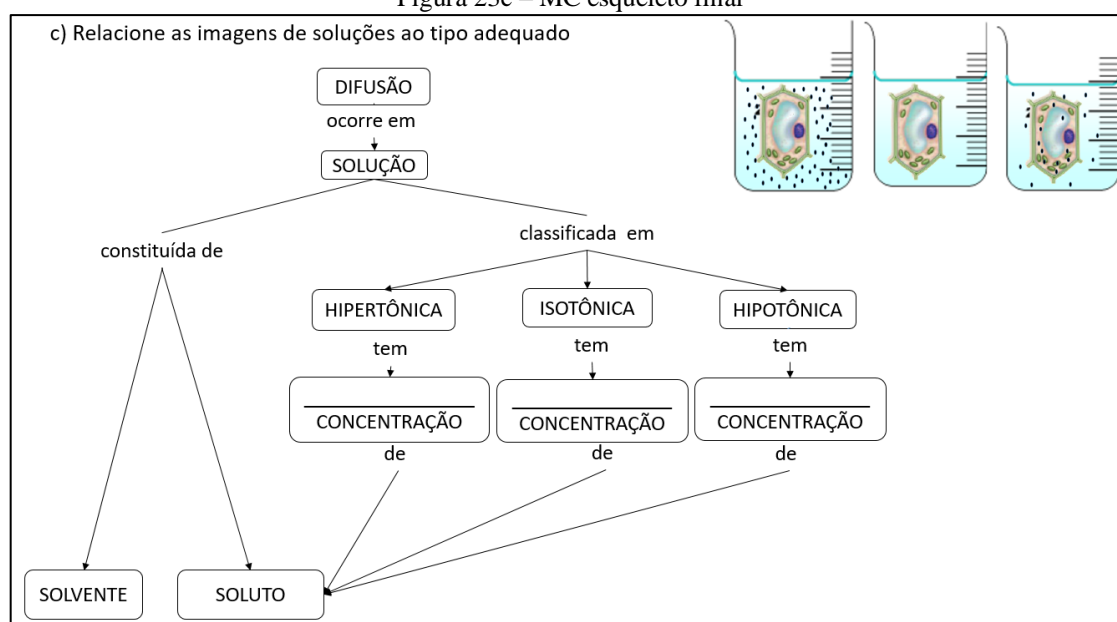 Figura 23c – MC esqueleto final
c) Relacione as imagens de soluções ao tipo adequado
DIFUSÃO
ocorre em
SOLUÇÃO
constituída de
classificada em
HIPERTÔNICA
ISOTÔNICA
HIPOTÔNICA
tem
tem
tem
CONCENTRAÇÃO
CONCENTRAÇÃO
CONCENTRAÇÃO
de
de
de
SOLVENTE
SOLUTO